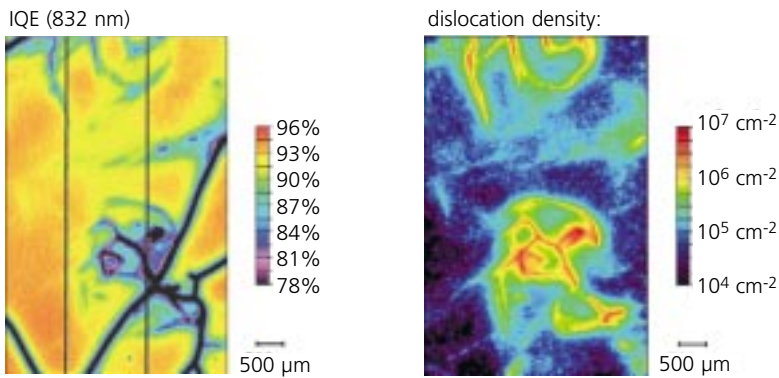 IQE (832 nm)
96%
93%
90%
87%
84%
81%
78%
500 µm
dislocation density:
10⁷ cm⁻²
10⁶ cm⁻²
10⁵ cm⁻²
10⁴ cm⁻²
500 µm